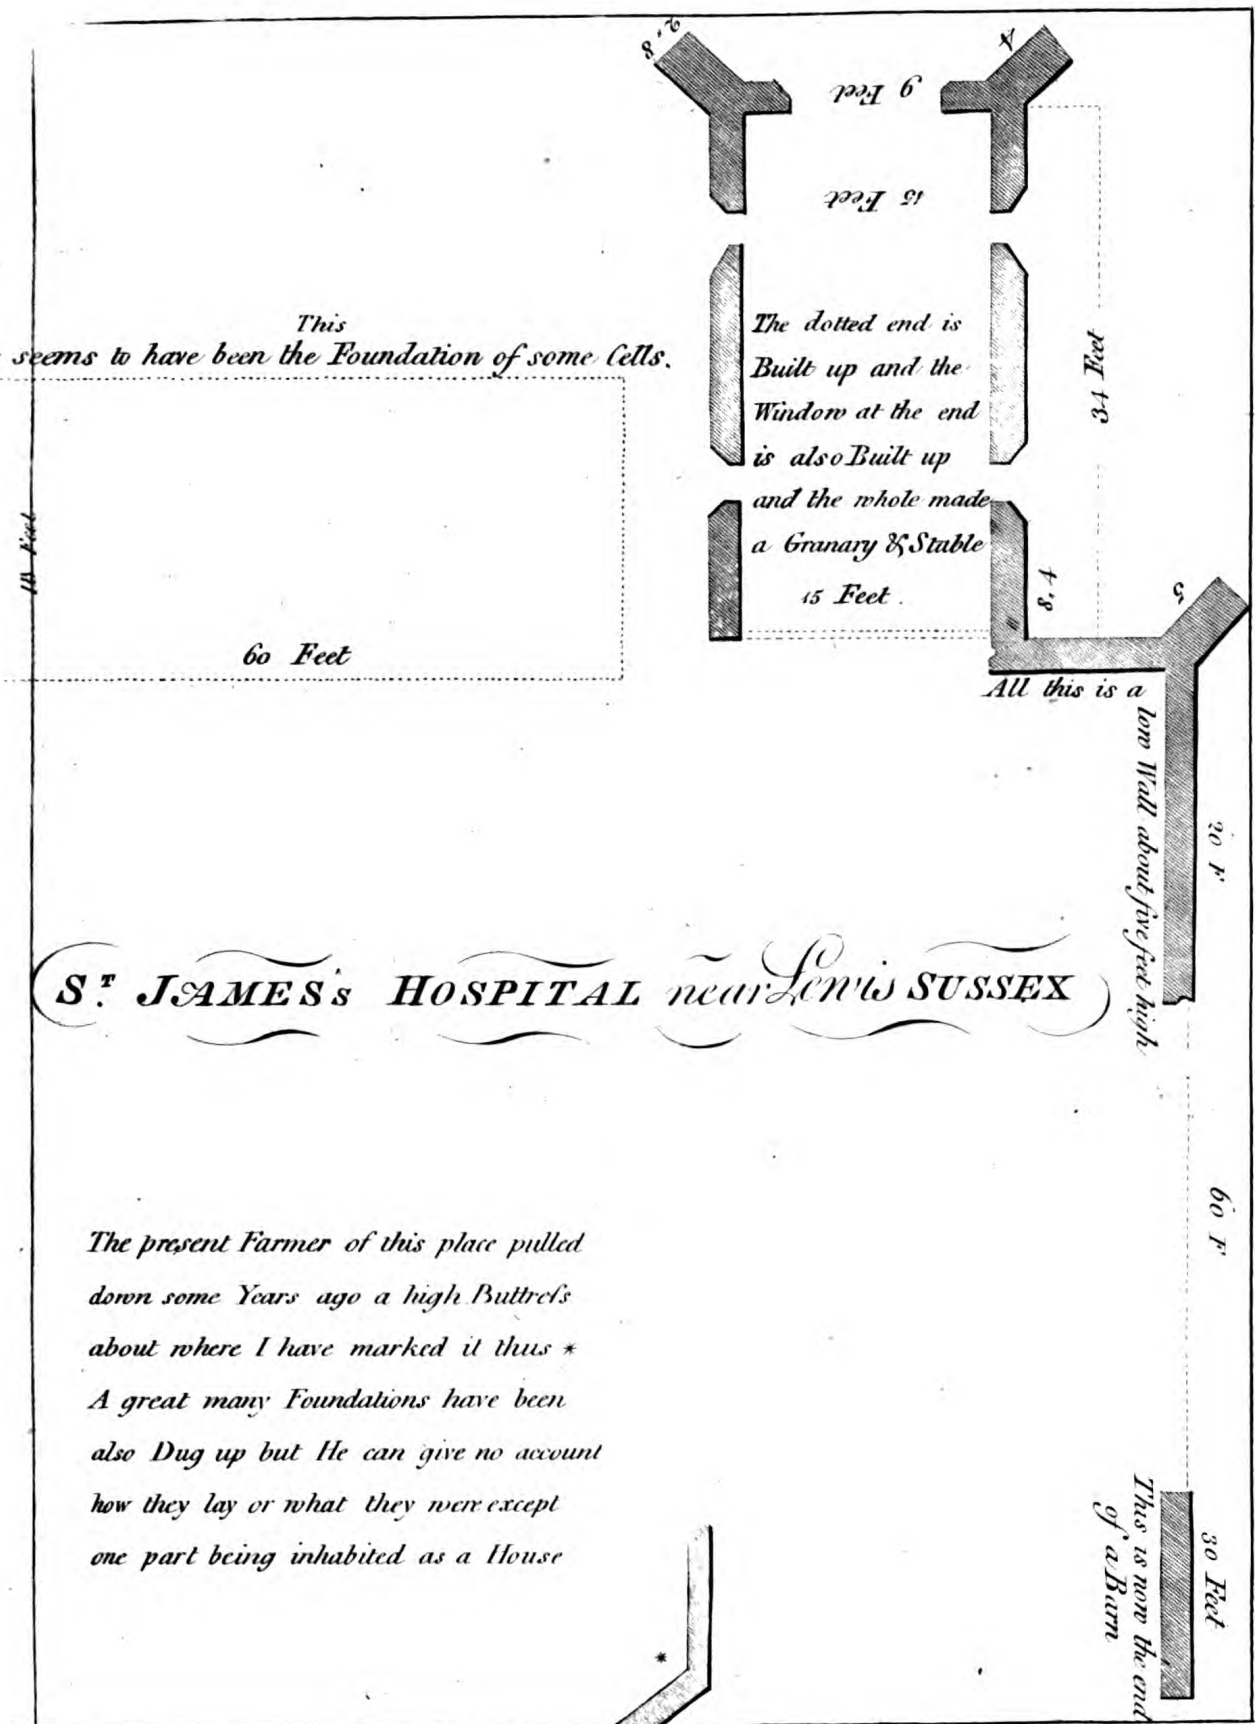 2.8
4
9 Feet
15 Feet
This
seems to have been the Foundation of some Cells.
The dotted end is
Built up and the
Window at the end
is also Built up
and the whole made
a Granary & Stable
15 Feet.
34 Feet
8.4
5
Feet
60 Feet
All this is a
low Wall about five feet high
20 F
ST JAMES's HOSPITAL near Lewis SUSSEX
60 F
The present Farmer of this place pulled
down some Years ago a high Buttreſs
about where I have marked it thus *
A great many Foundations have been
also Dug up but He can give no account
how they lay or what they were except
one part being inhabited as a House
This is now the end
of a Barn
30 Feet
*